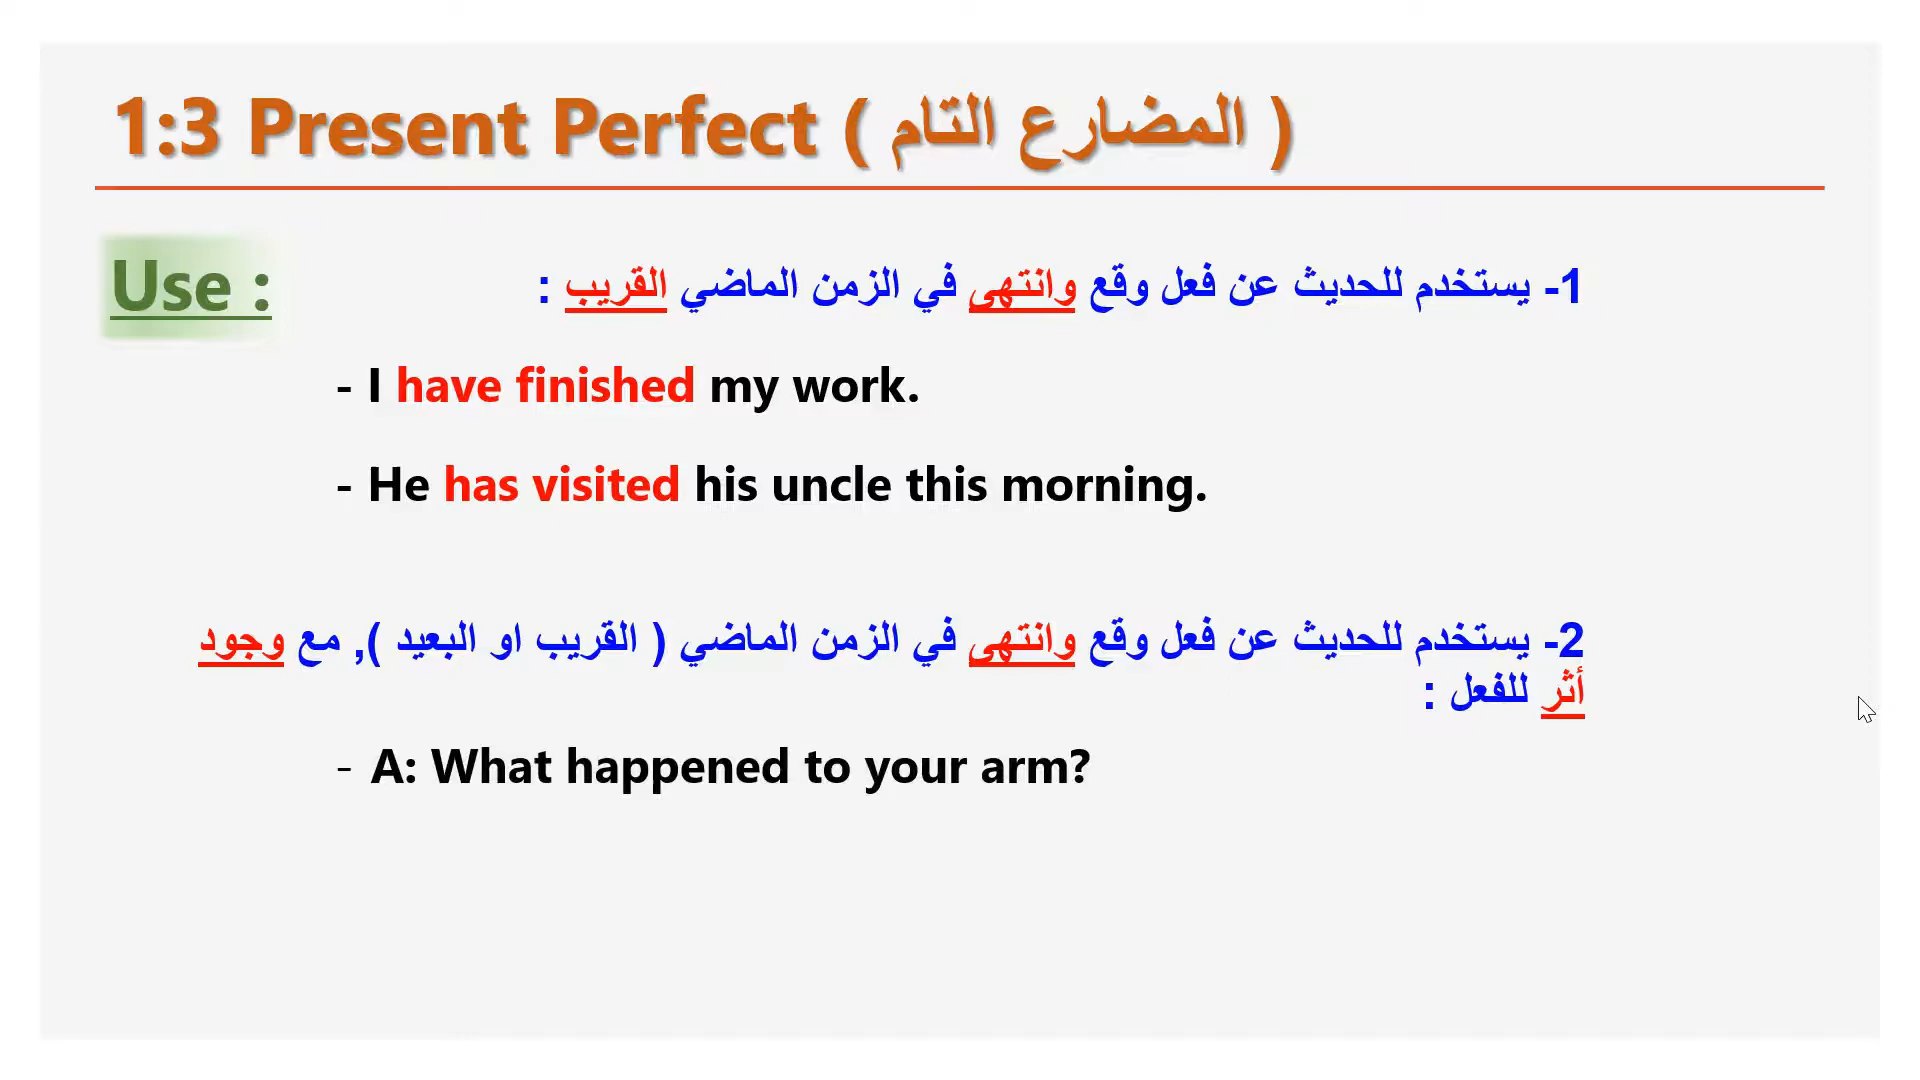 1:3 Present Perfect ( المضارع التام )
Use :
1- يستخدم للحديث عن فعل وقع وانتهى في الزمن الماضي القريب :
- I have finished my work.
- He has visited his uncle this morning.
2- يستخدم للحديث عن فعل وقع وانتهى في الزمن الماضي ( القريب او البعيد ), مع وجود
أثر للفعل :
- A: What happened to your arm?